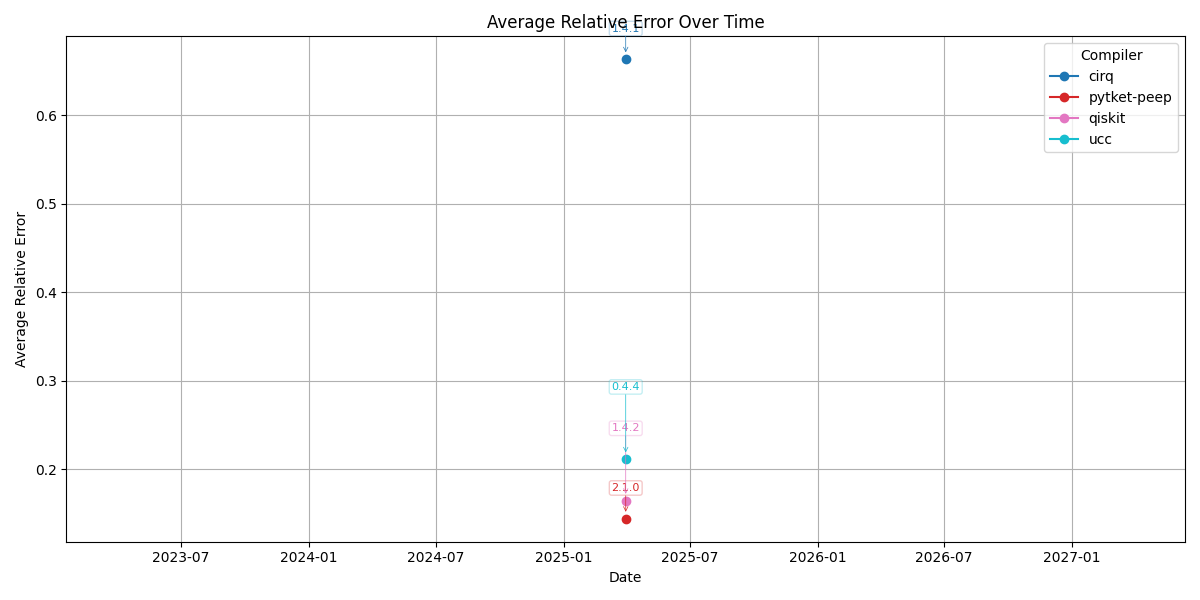 Average Relative Error Over Time
1.4.1
Compiler
cirq
pytket-peep
qiskit
ucc
0.6
0.5
0.4
0.3
0.2
Average Relative Error
0.4.4
1.4.2
2.1.0
2023-07
2024-01
2024-07
2025-01
2025-07
2026-01
2026-07
2027-01
Date